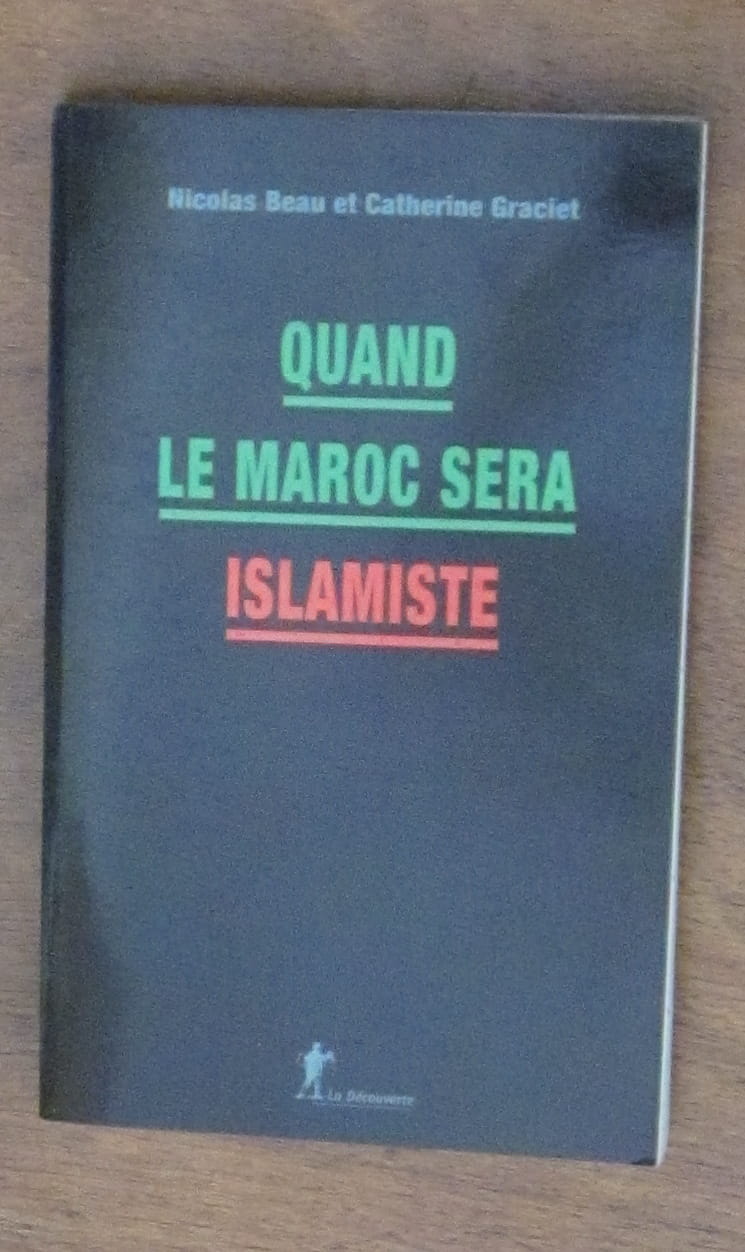 Nicolas Beau et Catherine Graciet
QUAND
LE MAROC SERA
ISLAMISTE
La Découverte